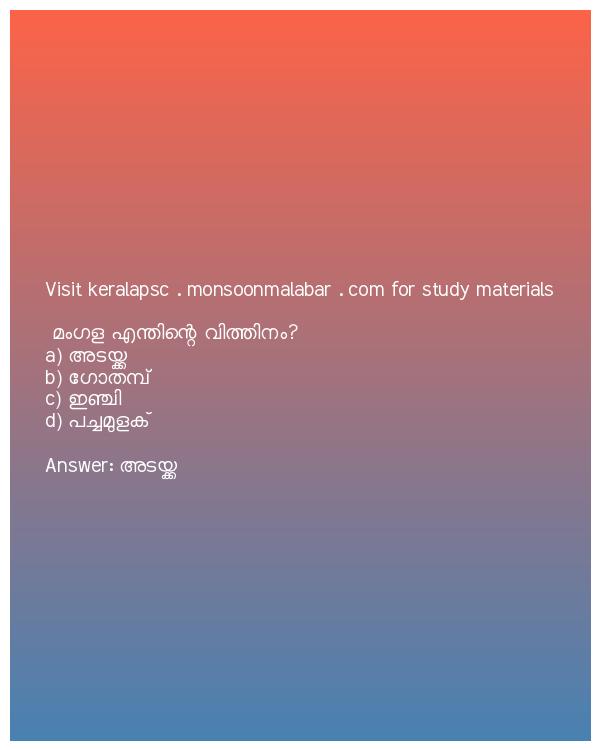 Visit keralapsc . monsoonmalabar . com for study materials
മംഗള എന്തിന്റെ വിത്തിനം?
a) അടയ്ക്ക
b) ഗോതമ്പ്
c) ഇഞ്ചി
d) പച്ചമുളക്
Answer: അടയ്ക്ക